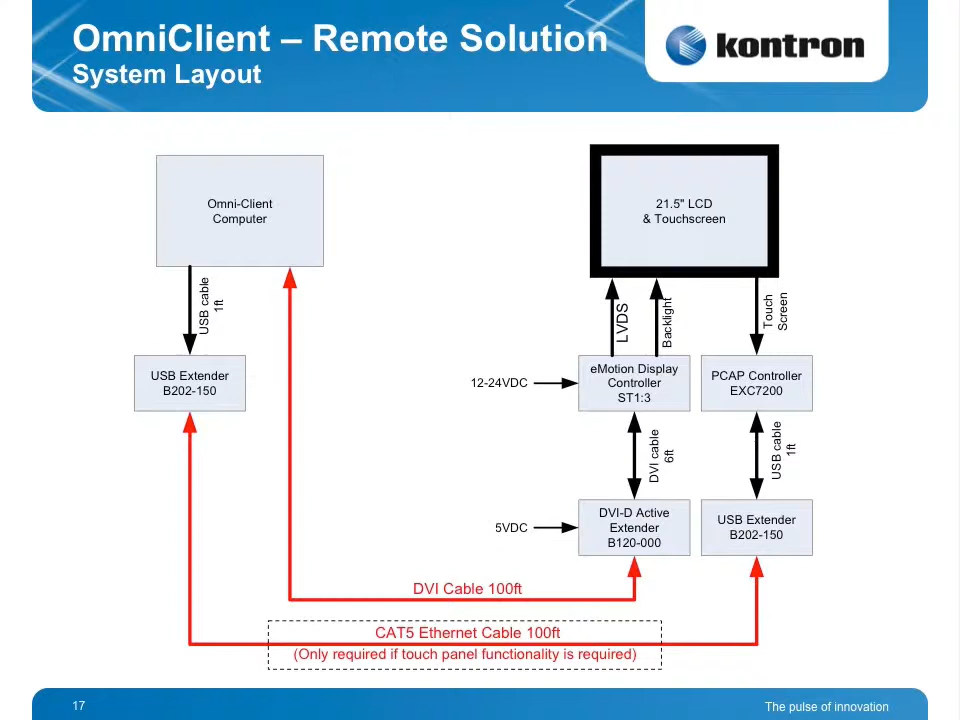 OmniClient – Remote Solution
System Layout
kontron
Omni-Client
Computer
21.5" LCD
& Touchscreen
USB cable
1ft
LVDS
Backlight
Touch
Screen
USB Extender
B202-150
12-24VDC
eMotion Display
Controller
ST1:3
PCAP Controller
EXC7200
DVI cable
6ft
USB cable
1ft
5VDC
DVI-D Active
Extender
B120-000
USB Extender
B202-150
DVI Cable 100ft
CAT5 Ethernet Cable 100ft
(Only required if touch panel functionality is required)
17
The pulse of innovation